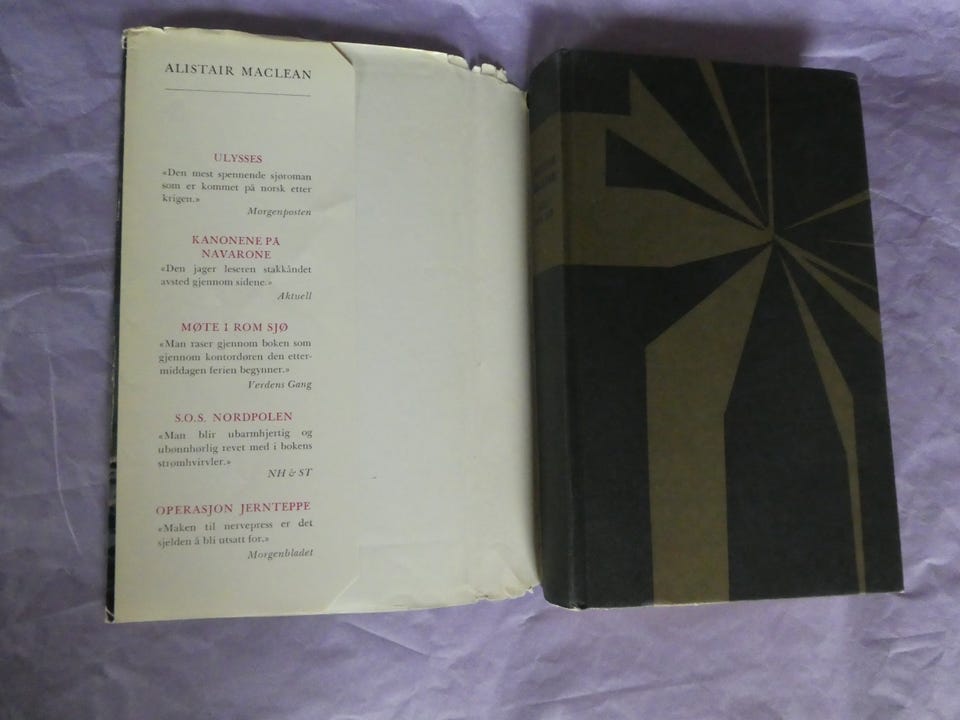 ALISTAIR MACLEAN
ULYSSES
«Den mest spennende sjøroman
som er kommet på norsk etter
krigen.»
Morgenposten
KANONENE PÅ
NAVARONE
«Den jager leseren stakkåndet
avsted gjennom sidene.»
Aktuell
MØTE I ROM SJØ
«Man raser gjennom boken som
gjennom kontordøren den etter-
middagen ferien begynner.»
Verdens Gang
S.O.S. NORDPOLEN
«Man blir ubarmhjertig og
ubønnhørlig revet med i bokens
strømhvirvler.»
NH & ST
OPERASJON JERNTEPPE
«Maken til nervepress er det
sjelden å bli utsatt for.»
Morgenbladet